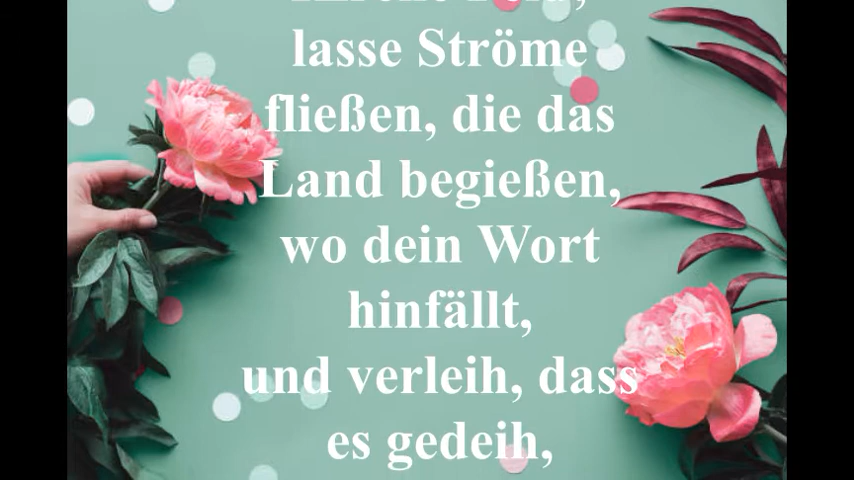 lasse Ströme
fließen, die das
Land begießen,
wo dein Wort
hinfällt,
und verleih, dass
es gedeih,